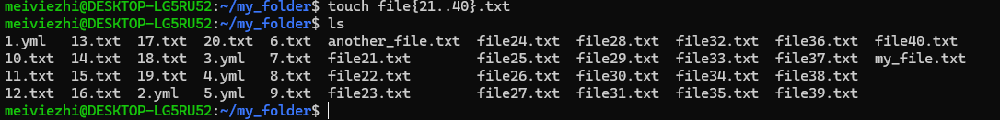 meiviezhi@DESKTOP-LG5RU52:~/my_folder$ touch file{21..40}.txt
meiviezhi@DESKTOP-LG5RU52:~/my_folder$ ls
1.yml   13.txt  17.txt  20.txt  6.txt  another_file.txt  file24.txt  file28.txt  file32.txt  file36.txt  file40.txt
10.txt  14.txt  18.txt  3.yml   7.txt  file21.txt        file25.txt  file29.txt  file33.txt  file37.txt  my_file.txt
11.txt  15.txt  19.txt  4.yml   8.txt  file22.txt        file26.txt  file30.txt  file34.txt  file38.txt
12.txt  16.txt  2.yml   5.yml   9.txt  file23.txt        file27.txt  file31.txt  file35.txt  file39.txt
meiviezhi@DESKTOP-LG5RU52:~/my_folder$